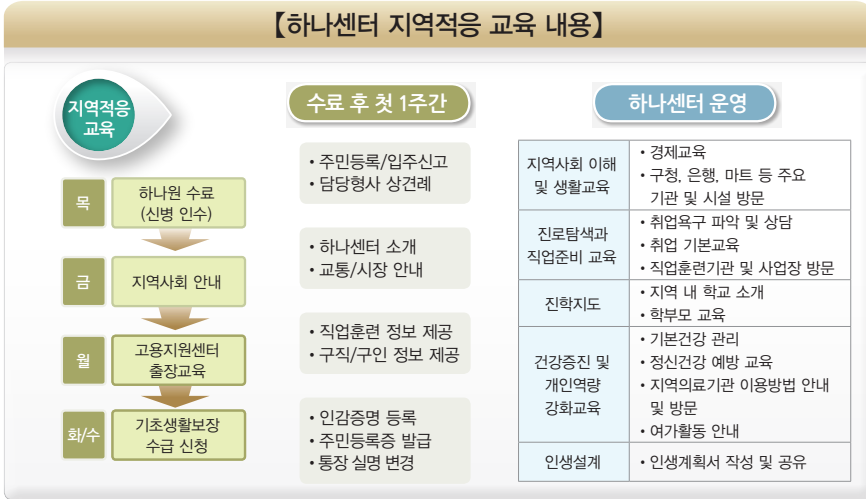 【하나센터 지역적응 교육 내용】
지역적응
교육
목
하나원 수료
(신병 인수)
금
지역사회 안내
월
고용지원센터
출장교육
화/수
기초생활보장
수급 신청
수료 후 첫 1주간
• 주민등록/입주신고
• 담당형사 상견례
• 하나센터 소개
• 교통/시장 안내
• 직업훈련 정보 제공
• 구직/구인 정보 제공
• 인감증명 등록
• 주민등록증 발급
• 통장 실명 변경
하나센터 운영
지역사회 이해
및 생활교육
• 경제교육
• 구청, 은행, 마트 등 주요
기관 및 시설 방문
진로탐색과
직업준비 교육
• 취업욕구 파악 및 상담
• 취업 기본교육
• 직업훈련기관 및 사업장 방문
진학지도
• 지역 내 학교 소개
• 학부모 교육
건강증진 및
개인역량
강화교육
• 기본건강 관리
• 정신건강 예방 교육
• 지역의료기관 이용방법 안내
및 방문
• 여가활동 안내
인생설계
• 인생계획서 작성 및 공유